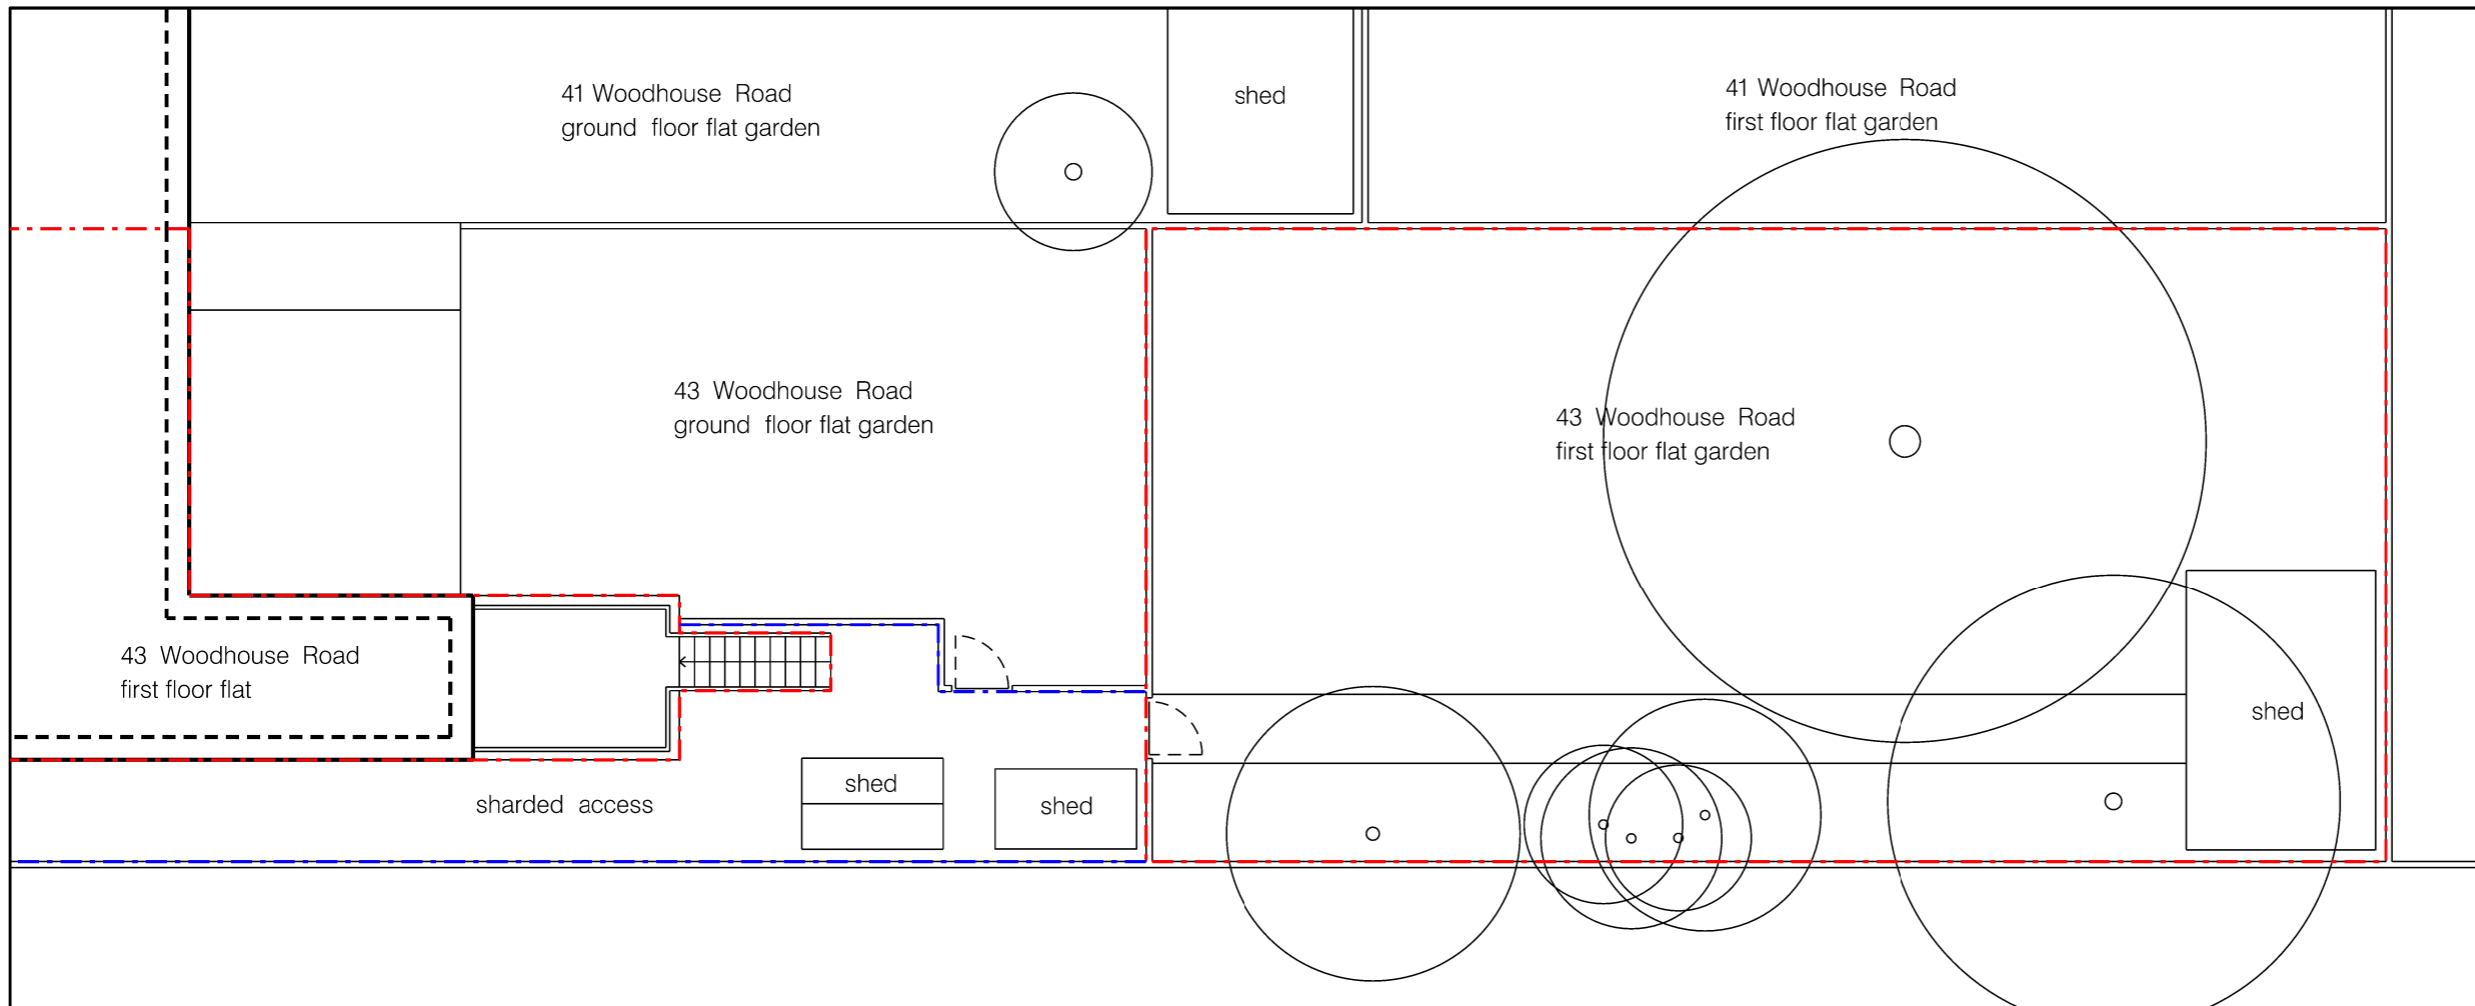 41 Woodhouse Road
ground floor flat garden
shed
41 Woodhouse Road
first floor flat garden
43 Woodhouse Road
ground floor flat garden
43 Woodhouse Road
first floor flat garden
43 Woodhouse Road
first floor flat
shed
sharded access
shed
shed